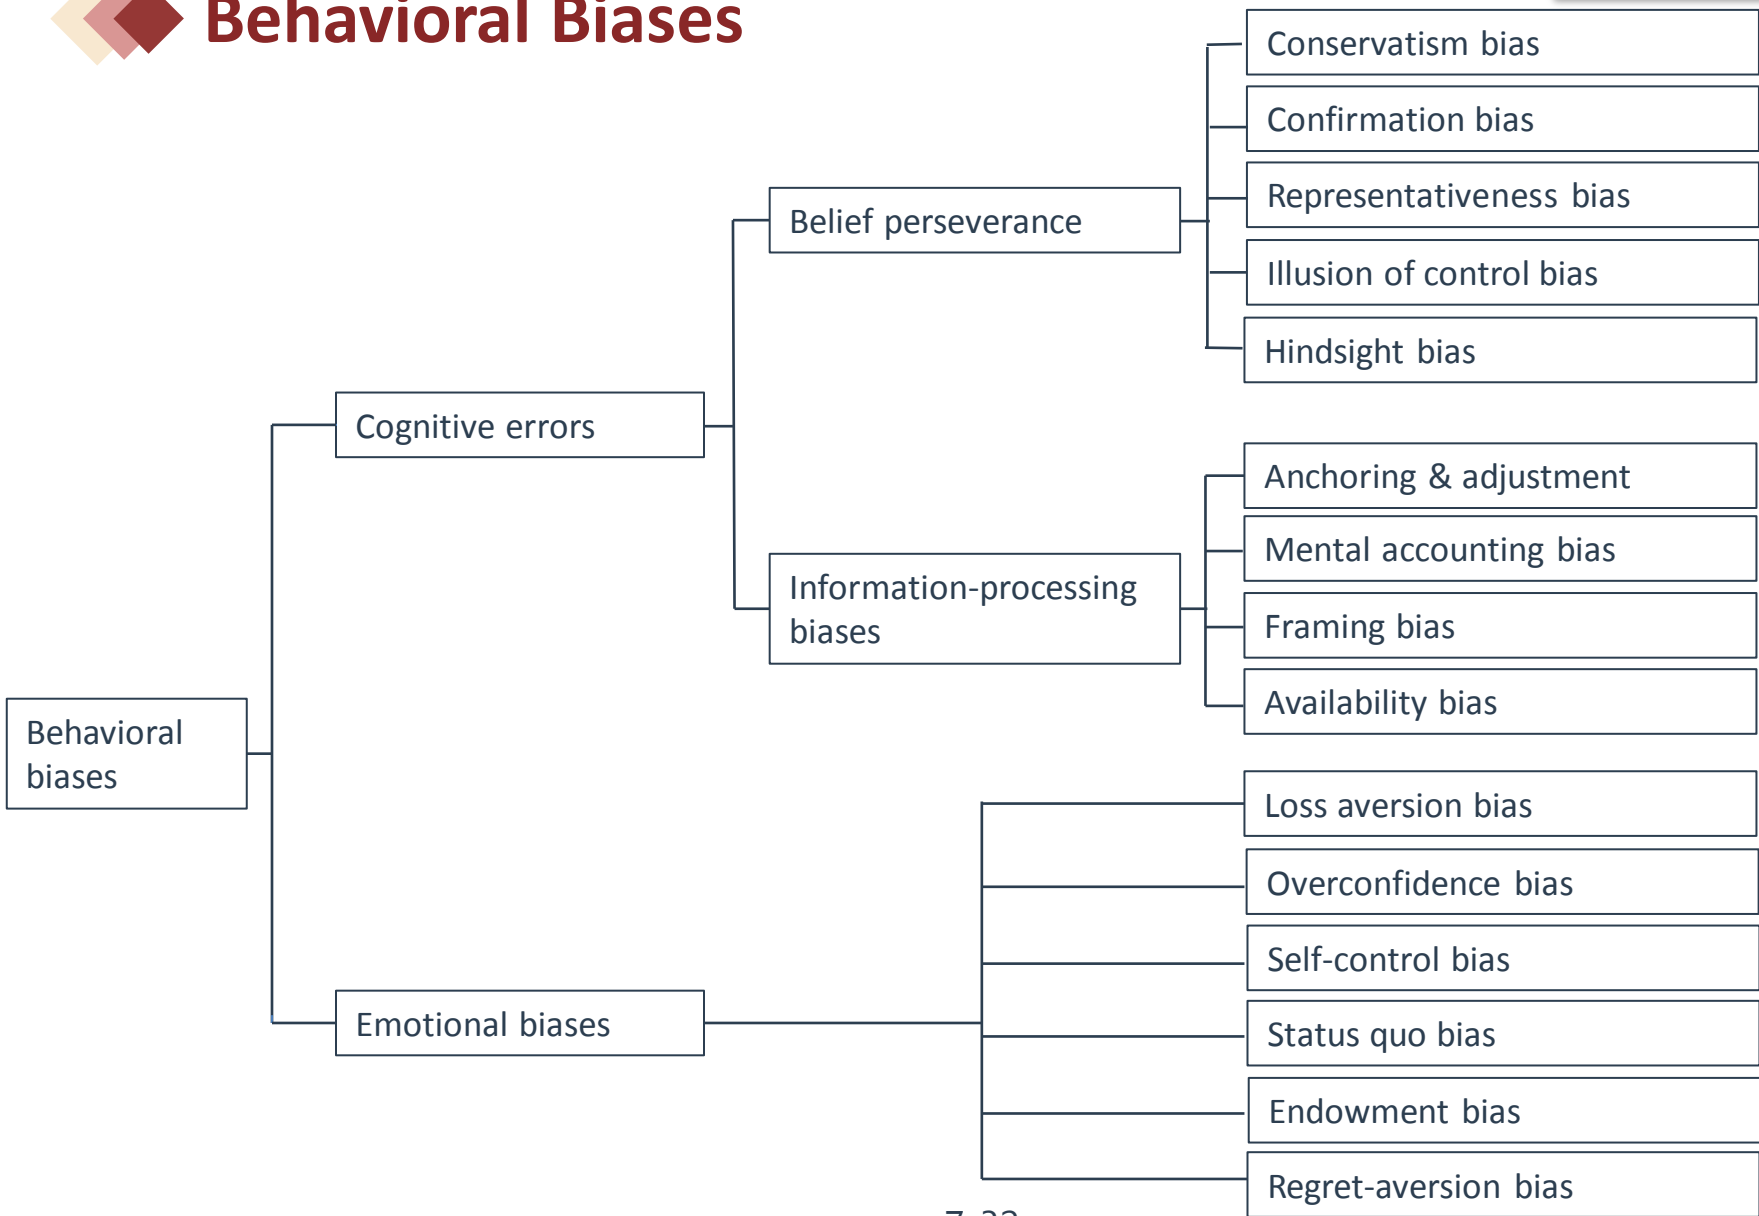 Behavioral Biases
Conservatism bias
Confirmation bias
Representativeness bias
Illusion of control bias
Hindsight bias
Belief perseverance
Cognitive errors
Anchoring & adjustment
Mental accounting bias
Framing bias
Availability bias
Information-processing
biases
Behavioral
biases
Loss aversion bias
Overconfidence bias
Self-control bias
Status quo bias
Endowment bias
Regret-aversion bias
Emotional biases